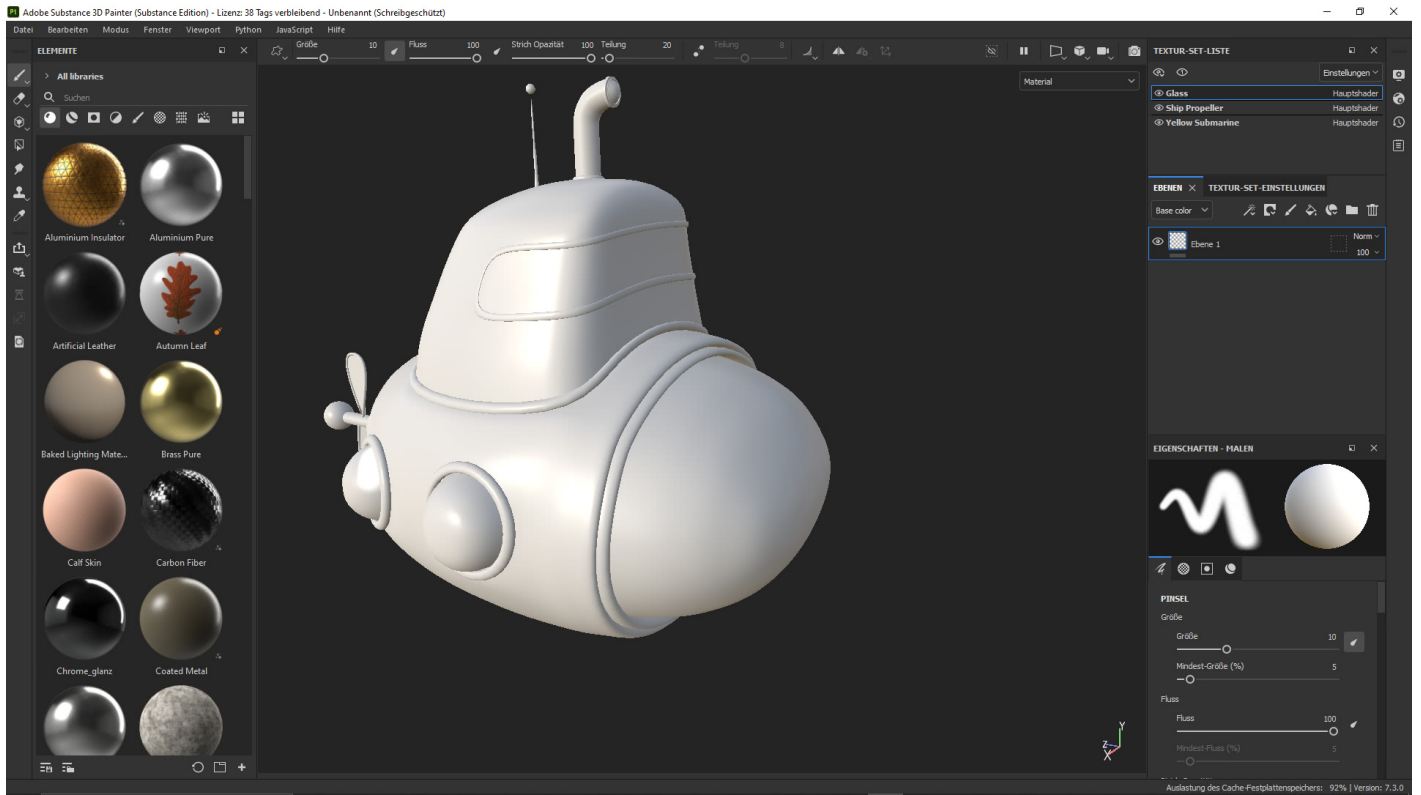 Pt Adobe Substance 3D Painter (Substance Edition) - Lizenz: 38 Tags verbleibend - Unbenannt (Schreibgeschützt)
Datei Bearbeiten Modus Fenster Viewport Python JavaScript Hilfe
ELEMENTE
Größe 10 Fluss 100 Strich Opazität 100 Teilung 20 Teilung 8
All libraries
Suchen
Aluminium Insulator Aluminium Pure
Artificial Leather Autumn Leaf
Baked Lighting Mate... Brass Pure
Calf Skin Carbon Fiber
Chrome_glanz Coated Metal
Material
Y
Z
X
TEXTUR-SET-LISTE
Einstellungen
Glass Hauptshader
Ship Propeller Hauptshader
Yellow Submarine Hauptshader
EBENEN TEXTUR-SET-EINSTELLUNGEN
Base color
Ebene 1 Norm
100
EIGENSCHAFTEN - MALEN
PINSEL
Größe
Größe 10
Mindest-Größe (%) 5
Fluss
Fluss 100
Mindest-Fluss (%) 5
Auslastung des Cache-Festplattenspeichers: 92% | Version: 7.3.0